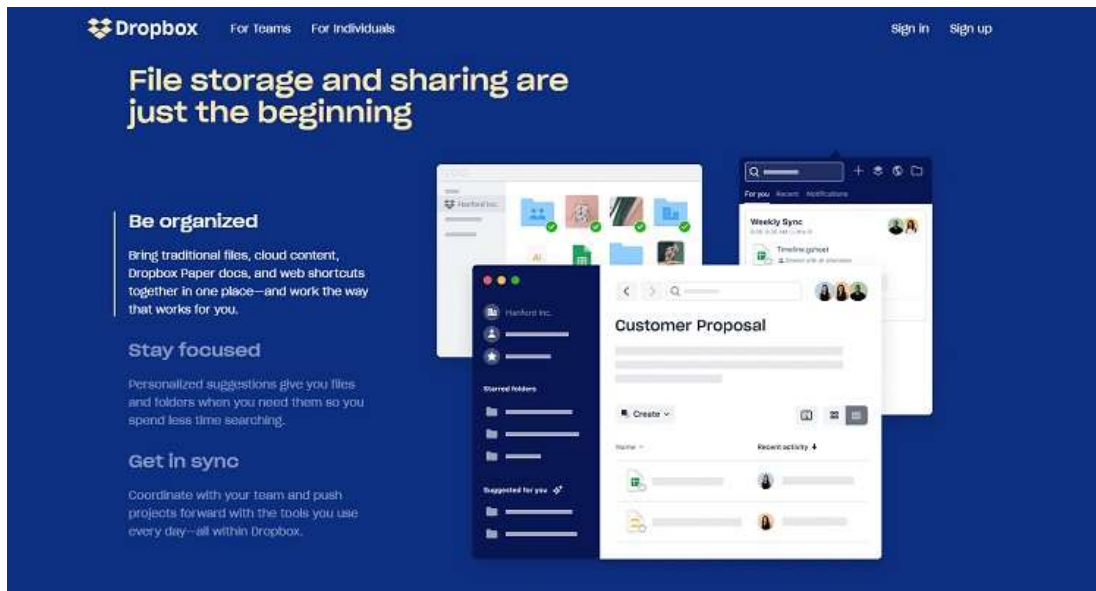 Dropbox
For Teams
For Individuals
Sign in
Sign up
File storage and sharing are
just the beginning
Be organized
Bring traditional files, cloud content,
Dropbox Paper docs, and web shortcuts
together in one place—and work the way
that works for you.
Stay focused
Personalized suggestions give you files
and folders when you need them so you
spend less time searching.
Get in sync
Coordinate with your team and push
projects forward with the tools you use
every day—all within Dropbox.
Hanford Inc.
Ai
For you
Recent
Notifications
Weekly Sync
Timeline.gsheet
Hanford Inc.
Starred folders
Suggested for you
Customer Proposal
Create
Name
Recent activity